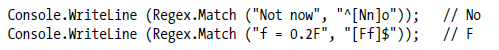 Console.WriteLine (Regex.Match ("Not now", "^[Nn]o"));   // No
Console.WriteLine (Regex.Match ("f = 0.2F", "[Ff]$"));   // F